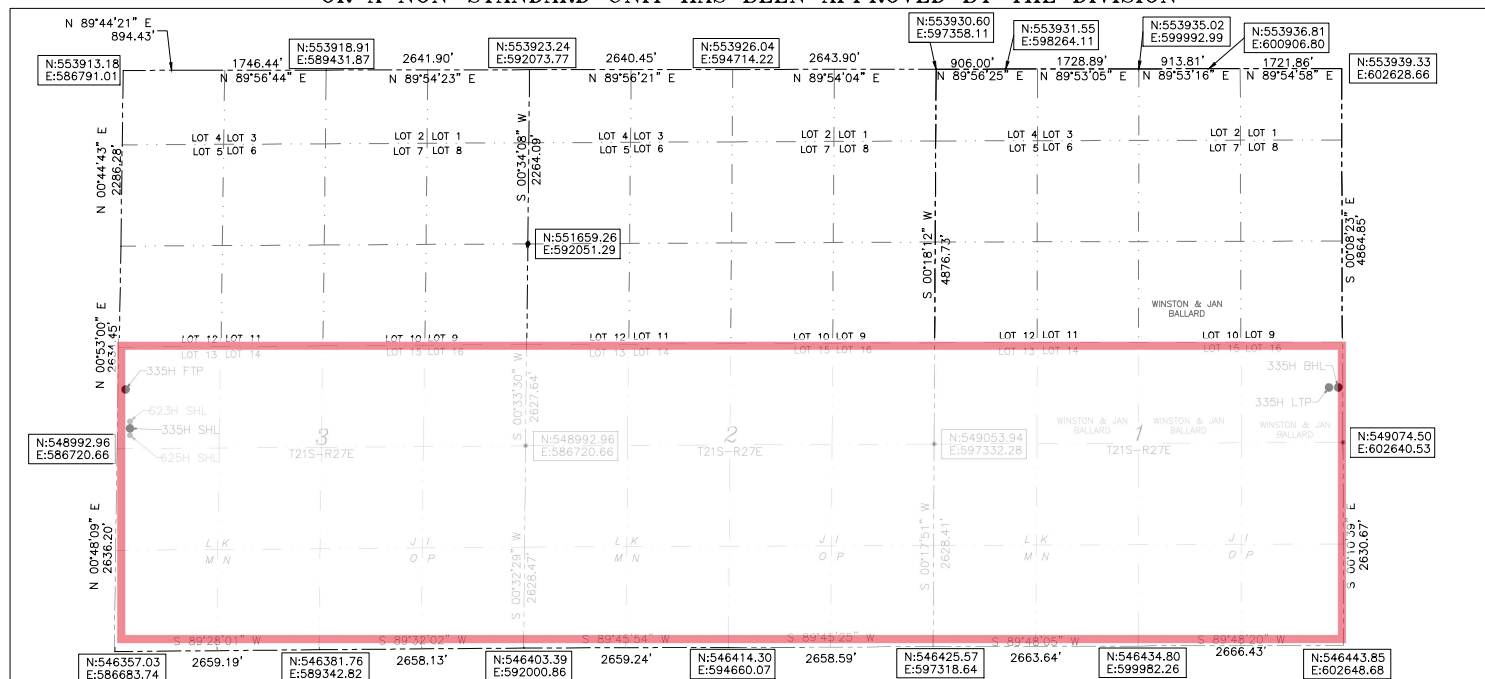 OR A NON-STANDARD UNIT HAS BEEN APPROVED BY THE DIVISION
N 89°44'21" E
894.43'
N:553913.18
E:586791.01
1746.44'
N 89°56'44" E
N:553918.91
E:589431.87
2641.90'
N 89°54'23" E
N:553923.24
E:592073.77
2640.45'
N 89°56'21" E
N:553926.04
E:594714.22
2643.90'
N 89°54'04" E
N:553930.60
E:597358.11
906.00'
N 89°56'25" E
N:553931.55
E:598264.11
1728.89'
N 89°53'05" E
N:553935.02
E:599992.99
913.81'
N 89°53'16" E
N:553936.81
E:600906.80
1721.86'
N 89°54'58" E
N:553939.33
E:602628.66
LOT 4 LOT 3
LOT 5 LOT 6
LOT 2 LOT 1
LOT 7 LOT 8
LOT 4 LOT 3
LOT 5 LOT 6
LOT 2 LOT 1
LOT 7 LOT 8
LOT 4 LOT 3
LOT 5 LOT 6
LOT 2 LOT 1
LOT 7 LOT 8
N 00°44'43" E
2286.28'
S 00°34'08" W
2264.09'
N:551659.26
E:592051.29
S 00°18'12" W
4876.73'
S 00°08'23" E
4864.85'
WINSTON & JAN
BALLARD
N 00°53'00" E
LOT 12 LOT 11
LOT 13 LOT 14
LOT 10 LOT 9
LOT 15 LOT 16
LOT 12 LOT 11
LOT 13 LOT 14
LOT 10 LOT 9
LOT 15 LOT 16
LOT 12 LOT 11
LOT 13 LOT 14
LOT 10 LOT 9
LOT 15 LOT 16
335H FTP
623H SHL
335H SHL
625H SHL
S 00°33'30" W
2627.64'
335H BHL
335H LTP
N:548992.96
E:586720.66
3
T21S-R27E
N:548992.96
E:586720.66
2
T21S-R27E
N:549053.94
E:597332.28
WINSTON & JAN
BALLARD
WINSTON & JAN
BALLARD
1
T21S-R27E
WINSTON & JAN
BALLARD
N:549074.50
E:602640.53
N 00°48'09" E
2636.20'
L K
M N
J I
O P
S 00°32'29" W
2628.47'
L K
M N
J I
O P
S 00°17'51" W
2628.41'
L K
M N
J I
O P
S 00°10'39" E
2630.67'
S 89°28'01" W
S 89°32'02" W
S 89°45'54" W
S 89°45'25" W
S 89°48'05" W
S 89°48'20" W
N:546357.03
E:586683.74
2659.19'
N:546381.76
E:589342.82
2658.13'
N:546403.39
E:592000.86
2659.24'
N:546414.30
E:594660.07
2658.59'
N:546425.57
E:597318.64
2663.64'
N:546434.80
E:599982.26
2666.43'
N:546443.85
E:602648.68